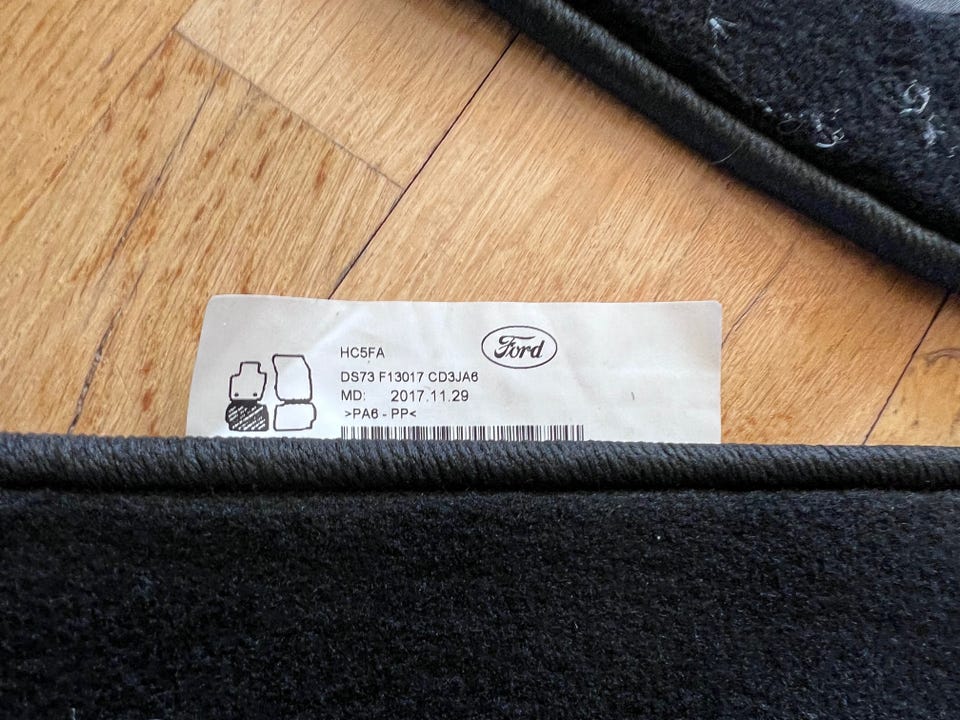 HC5FA
Ford
DS73 F13017 CD3JA6
MD: 2017.11.29
>PA6 - PP<